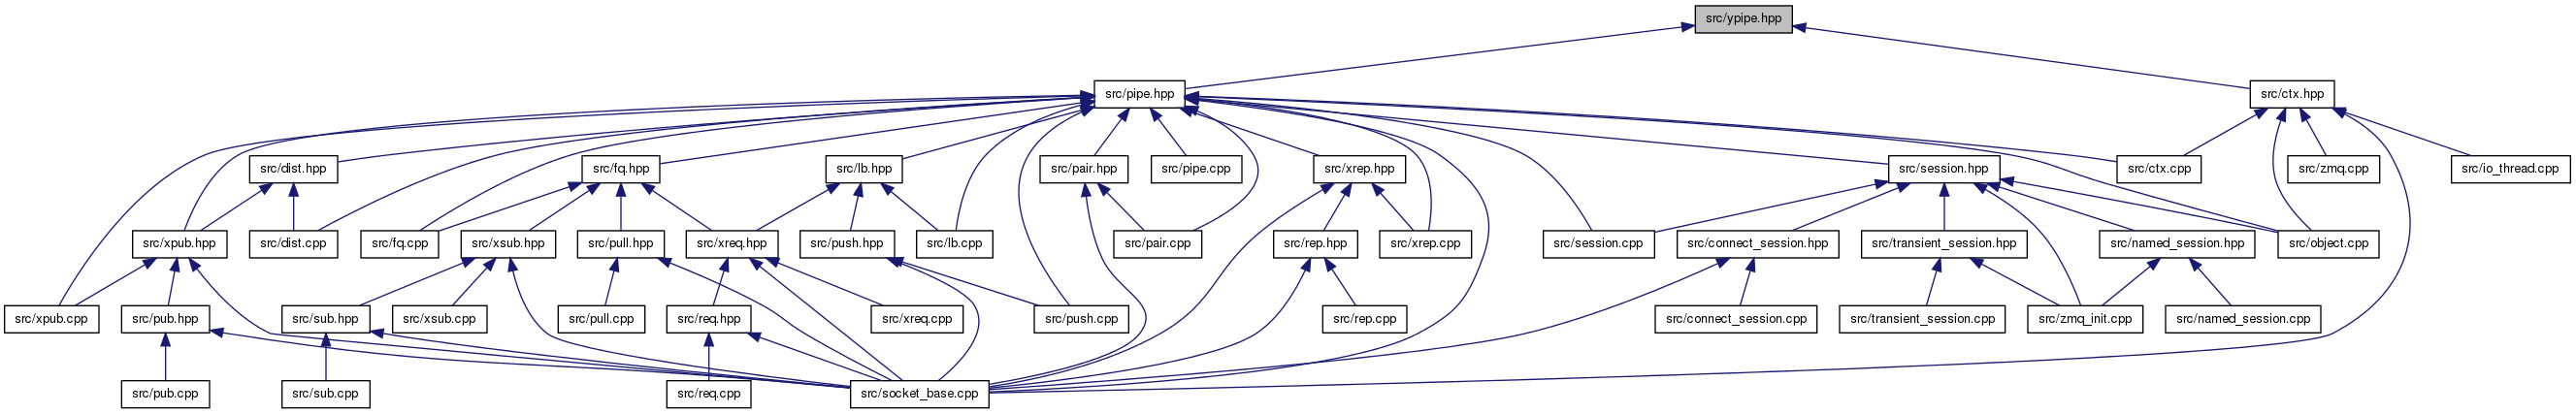 src/ypipe.hpp
src/pipe.hpp
src/ctx.hpp
src/dist.hpp
src/fq.hpp
src/lb.hpp
src/pair.hpp
src/pipe.cpp
src/xrep.hpp
src/session.hpp
src/ctx.cpp
src/zmq.cpp
src/io_thread.cpp
src/xpub.hpp
src/dist.cpp
src/fq.cpp
src/xsub.hpp
src/pull.hpp
src/xreq.hpp
src/push.hpp
src/lb.cpp
src/pair.cpp
src/rep.hpp
src/xrep.cpp
src/session.cpp
src/connect_session.hpp
src/transient_session.hpp
src/named_session.hpp
src/object.cpp
src/xpub.cpp
src/pub.hpp
src/sub.hpp
src/xsub.cpp
src/pull.cpp
src/req.hpp
src/xreq.cpp
src/push.cpp
src/rep.cpp
src/connect_session.cpp
src/transient_session.cpp
src/zmq_init.cpp
src/named_session.cpp
src/pub.cpp
src/sub.cpp
src/req.cpp
src/socket_base.cpp